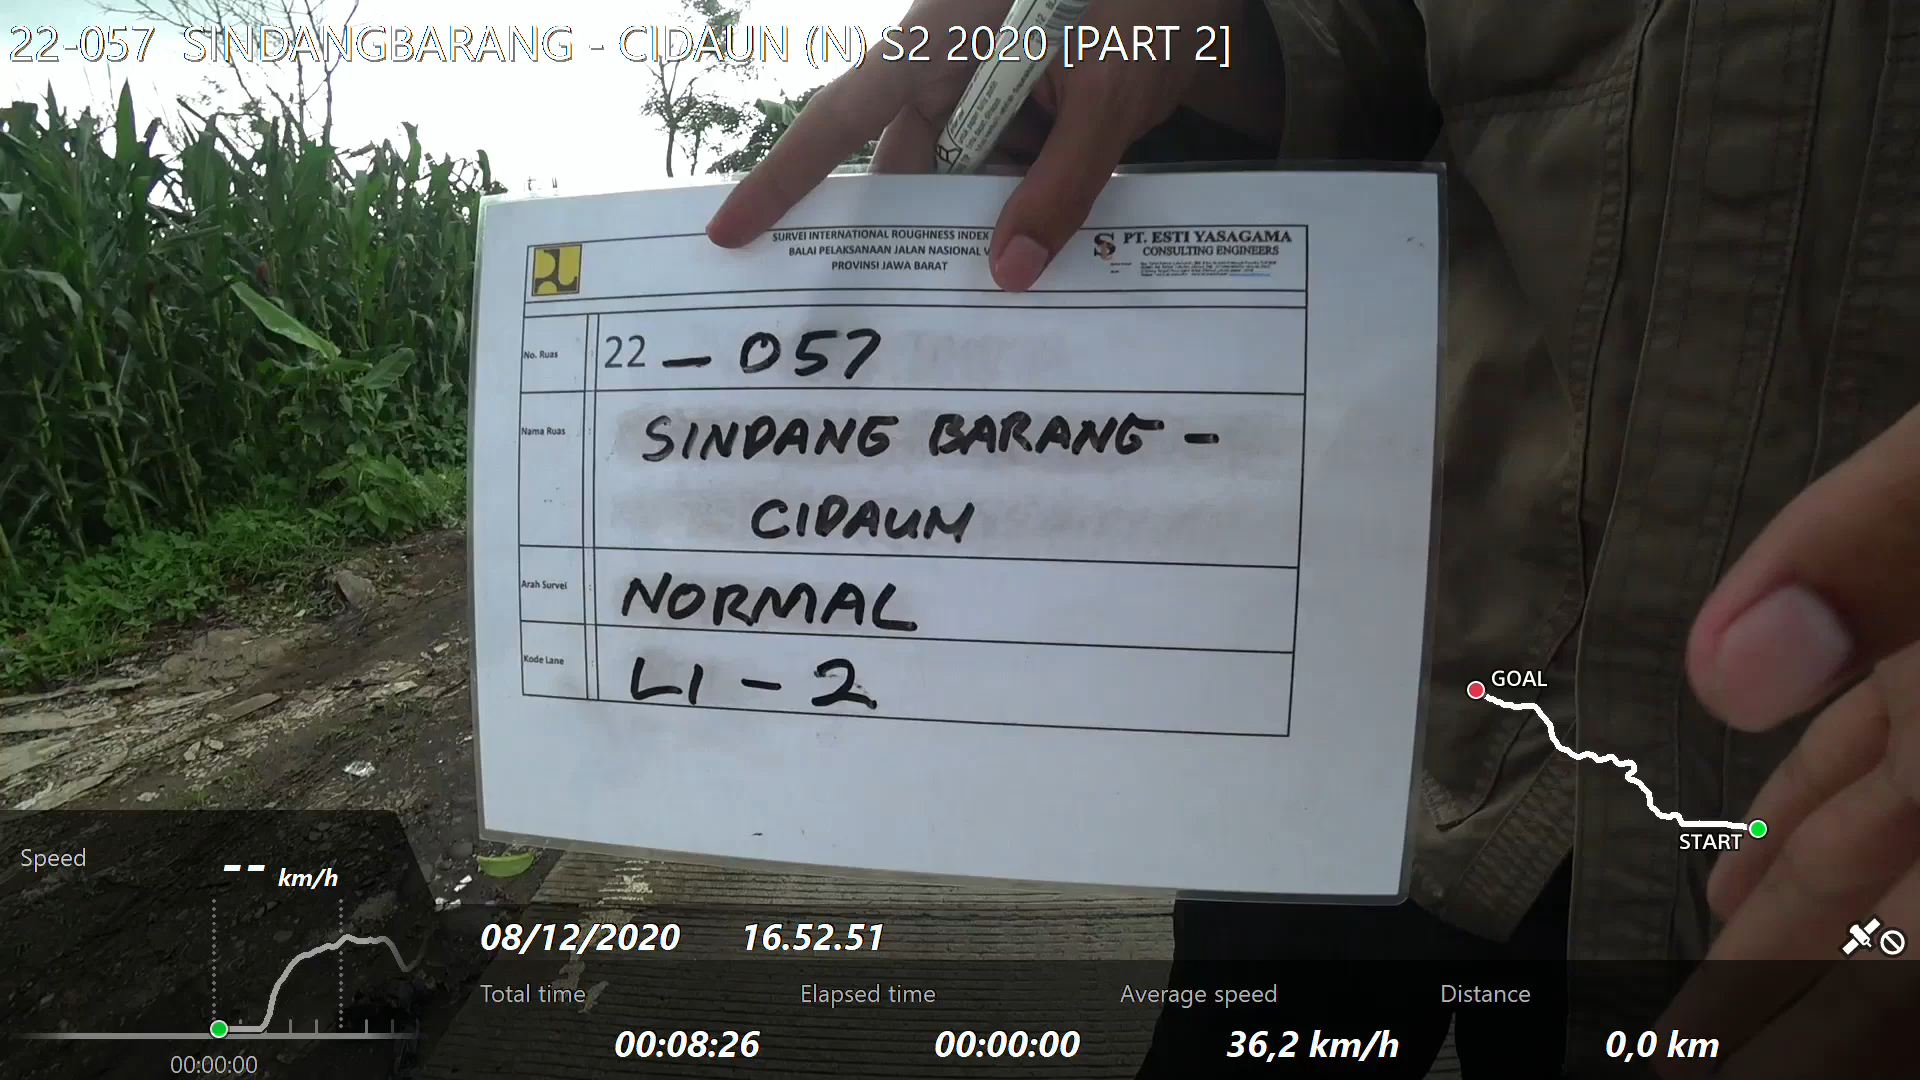 22-057 SINDANGBARANG - CIDAUN (N) S2 2020 [PART 2]
SURVEI INTERNATIONAL ROUGHNESS INDEX
BALAI PELAKSANAAN JALAN NASIONAL V
PROVINSI JAWA BARAT
PT. ESTI YASAGAMA
CONSULTING ENGINEERS
No. Ruas : 22 - 057
Nama Ruas : SINDANG BARANG -
CIDAUN
Arah Survei : NORMAL
Kode Lane : L1 - 2
GOAL
START
Speed
-- km/h
00:00:00
08/12/2020 16.52.51
Total time
00:08:26
Elapsed time
00:00:00
Average speed
36,2 km/h
Distance
0,0 km